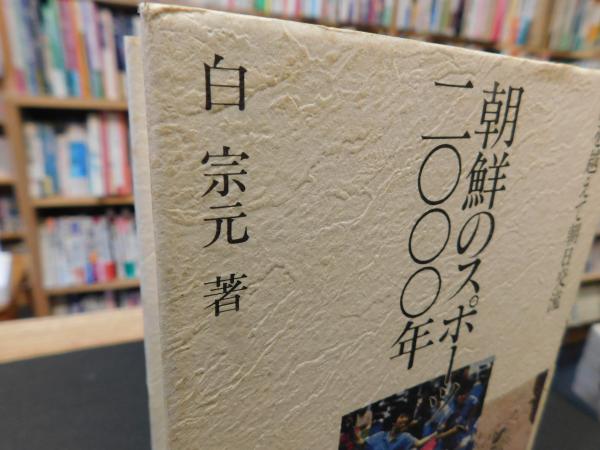 朝鮮のスポーツ
二〇〇〇年
白 宗元 著